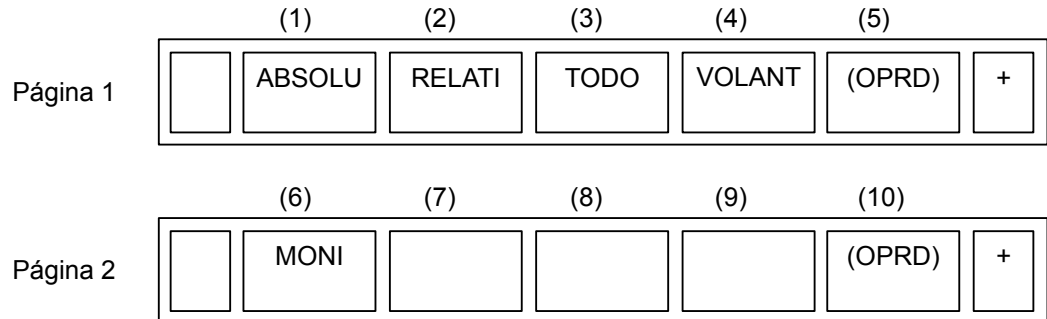 (1) (2) (3) (4) (5)
Página 1 ABSOLU RELATI TODO VOLANT (OPRD) +
(6) (7) (8) (9) (10)
Página 2 MONI (OPRD) +